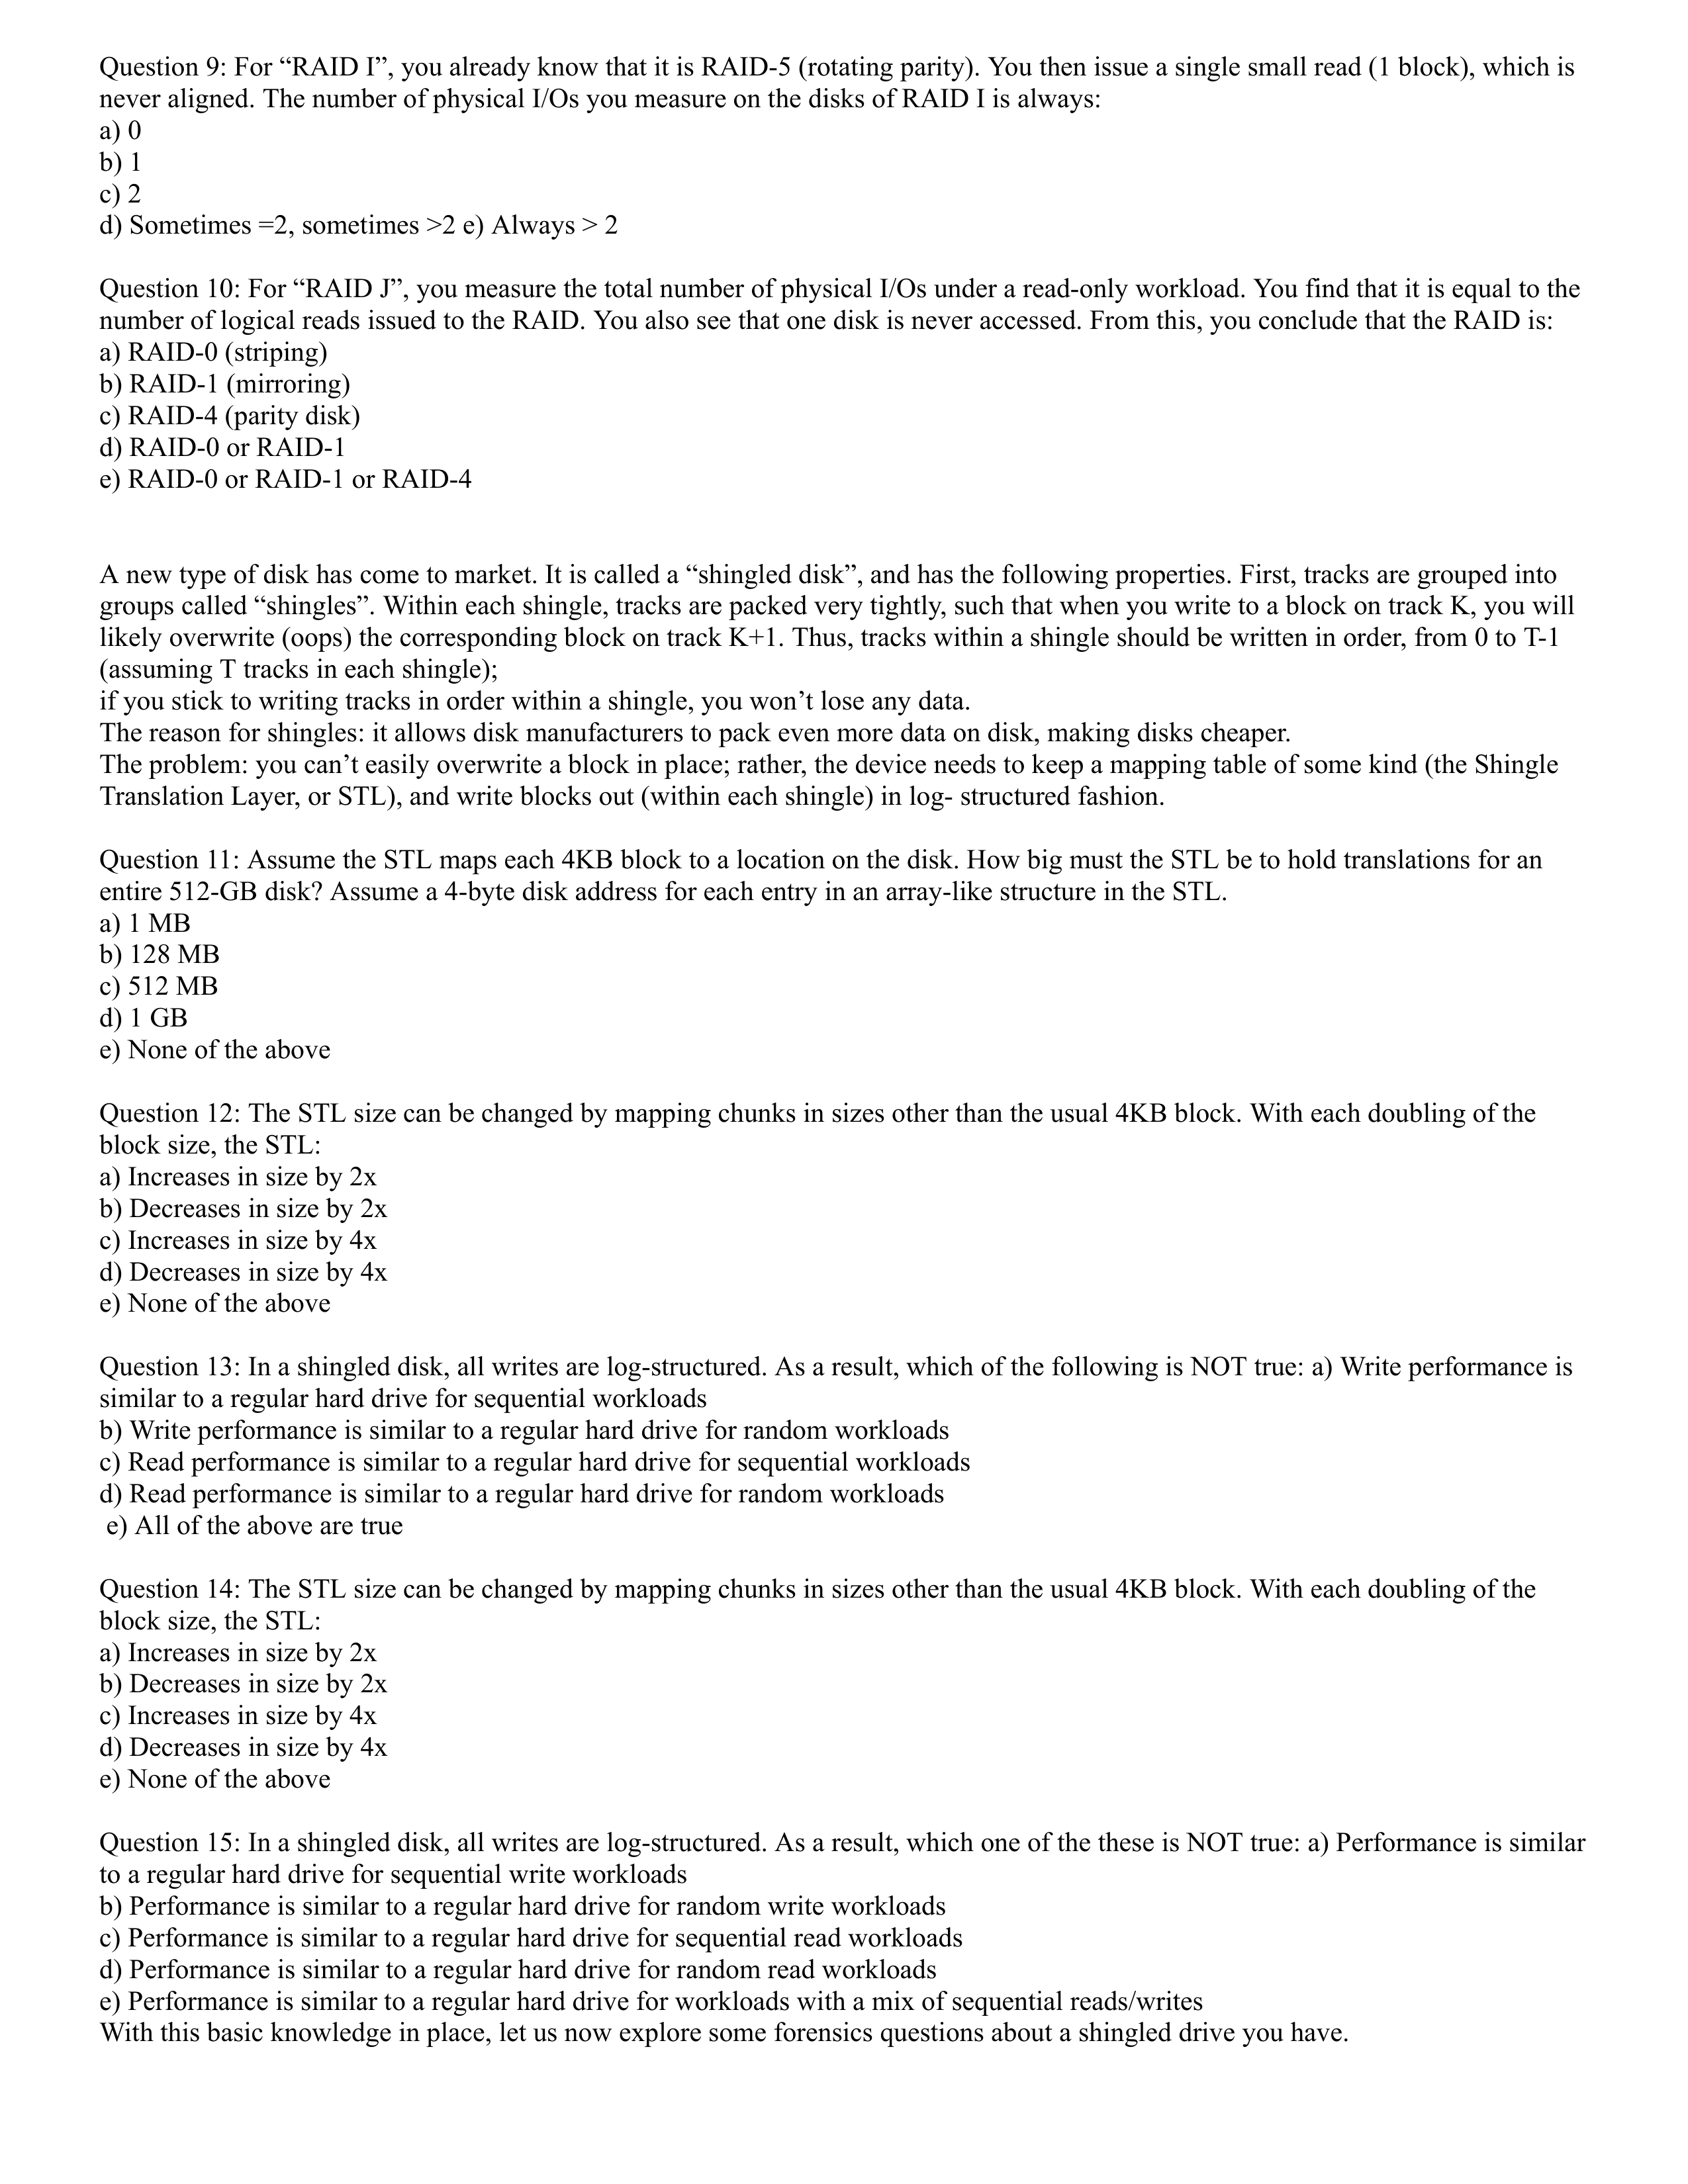 Question 9: For “RAID I”, you already know that it is RAID-5 (rotating parity). You then issue a single small read (1 block), which is
never aligned. The number of physical I/Os you measure on the disks of RAID I is always:
a) 0
b) 1
c) 2
d) Sometimes =2, sometimes >2 e) Always > 2
Question 10: For “RAID J”, you measure the total number of physical I/Os under a read-only workload. You find that it is equal to the
number of logical reads issued to the RAID. You also see that one disk is never accessed. From this, you conclude that the RAID is:
a) RAID-0 (striping)
b) RAID-1 (mirroring)
c) RAID-4 (parity disk)
d) RAID-0 or RAID-1
e) RAID-0 or RAID-1 or RAID-4
A new type of disk has come to market. It is called a “shingled disk”, and has the following properties. First, tracks are grouped into
groups called “shingles”. Within each shingle, tracks are packed very tightly, such that when you write to a block on track K, you will
likely overwrite (oops) the corresponding block on track K+1. Thus, tracks within a shingle should be written in order, from 0 to T-1
(assuming T tracks in each shingle);
if you stick to writing tracks in order within a shingle, you won’t lose any data.
The reason for shingles: it allows disk manufacturers to pack even more data on disk, making disks cheaper.
The problem: you can’t easily overwrite a block in place; rather, the device needs to keep a mapping table of some kind (the Shingle
Translation Layer, or STL), and write blocks out (within each shingle) in log- structured fashion.
Question 11: Assume the STL maps each 4KB block to a location on the disk. How big must the STL be to hold translations for an
entire 512-GB disk? Assume a 4-byte disk address for each entry in an array-like structure in the STL.
a) 1 MB
b) 128 MB
c) 512 MB
d) 1 GB
e) None of the above
Question 12: The STL size can be changed by mapping chunks in sizes other than the usual 4KB block. With each doubling of the
block size, the STL:
a) Increases in size by 2x
b) Decreases in size by 2x
c) Increases in size by 4x
d) Decreases in size by 4x
e) None of the above
Question 13: In a shingled disk, all writes are log-structured. As a result, which of the following is NOT true: a) Write performance is
similar to a regular hard drive for sequential workloads
b) Write performance is similar to a regular hard drive for random workloads
c) Read performance is similar to a regular hard drive for sequential workloads
d) Read performance is similar to a regular hard drive for random workloads
e) All of the above are true
Question 14: The STL size can be changed by mapping chunks in sizes other than the usual 4KB block. With each doubling of the
block size, the STL:
a) Increases in size by 2x
b) Decreases in size by 2x
c) Increases in size by 4x
d) Decreases in size by 4x
e) None of the above
Question 15: In a shingled disk, all writes are log-structured. As a result, which one of the these is NOT true: a) Performance is similar
to a regular hard drive for sequential write workloads
b) Performance is similar to a regular hard drive for random write workloads
c) Performance is similar to a regular hard drive for sequential read workloads
d) Performance is similar to a regular hard drive for random read workloads
e) Performance is similar to a regular hard drive for workloads with a mix of sequential reads/writes
With this basic knowledge in place, let us now explore some forensics questions about a shingled drive you have.